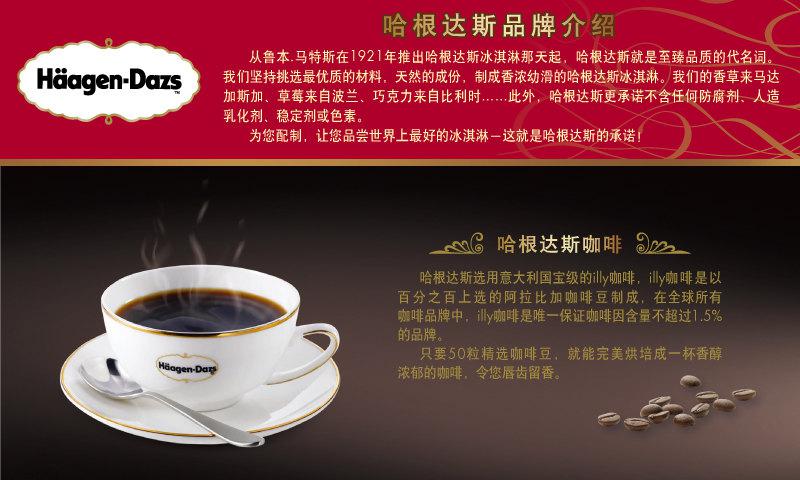 哈根达斯品牌介绍
Häagen-Dazs™
从鲁本.马特斯在1921年推出哈根达斯冰淇淋那天起，哈根达斯就是至臻品质的代名词。
我们坚持挑选最优质的材料，天然的成份，制成香浓幼滑的哈根达斯冰淇淋。我们的香草来马达
加斯加、草莓来自波兰、巧克力来自比利时……此外，哈根达斯更承诺不含任何防腐剂、人造
乳化剂、稳定剂或色素。
为您配制，让您品尝世界上最好的冰淇淋－这就是哈根达斯的承诺！
哈根达斯咖啡
哈根达斯选用意大利国宝级的illy咖啡，illy咖啡是以
百分之百上选的阿拉比加咖啡豆制成，在全球所有
咖啡品牌中，illy咖啡是唯一保证咖啡因含量不超过1.5%
的品牌。
只要50粒精选咖啡豆，就能完美烘培成一杯香醇
浓郁的咖啡，令您唇齿留香。
Häagen-Dazs